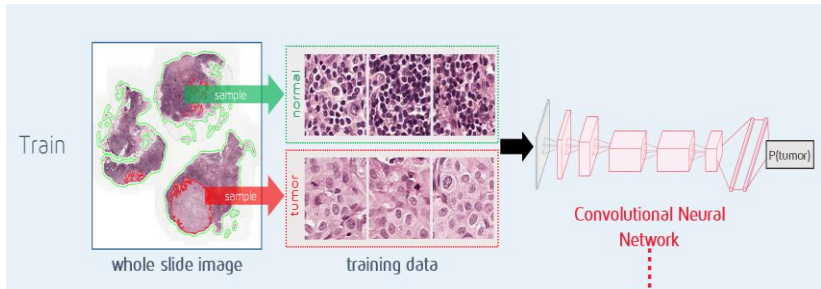 Train
sample
sample
normal
tumor
whole slide image
training data
P(tumor)
Convolutional Neural
Network